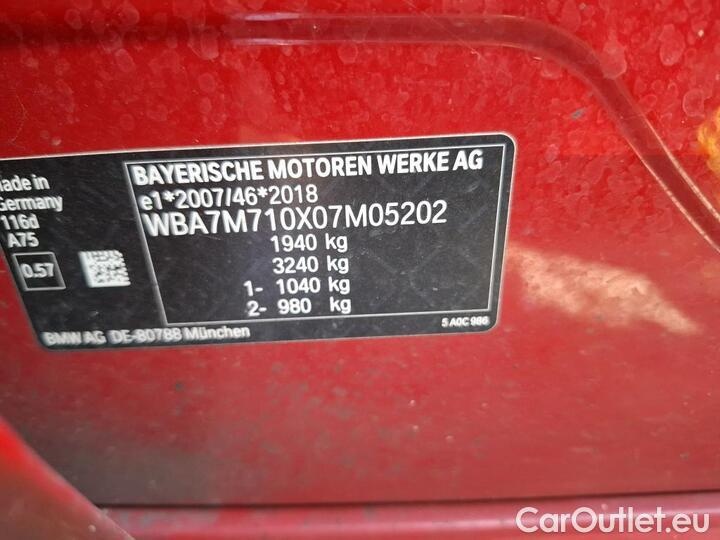 BAYERISCHE MOTOREN WERKE AG
e1*2007/46*2018
WBA7M710X07M05202
1940 kg
3240 kg
1- 1040 kg
2- 980 kg
Made in
Germany
116d
A75
0.57
BMW AG DE-80788 München
5 A0C 986
CarOutlet.eu